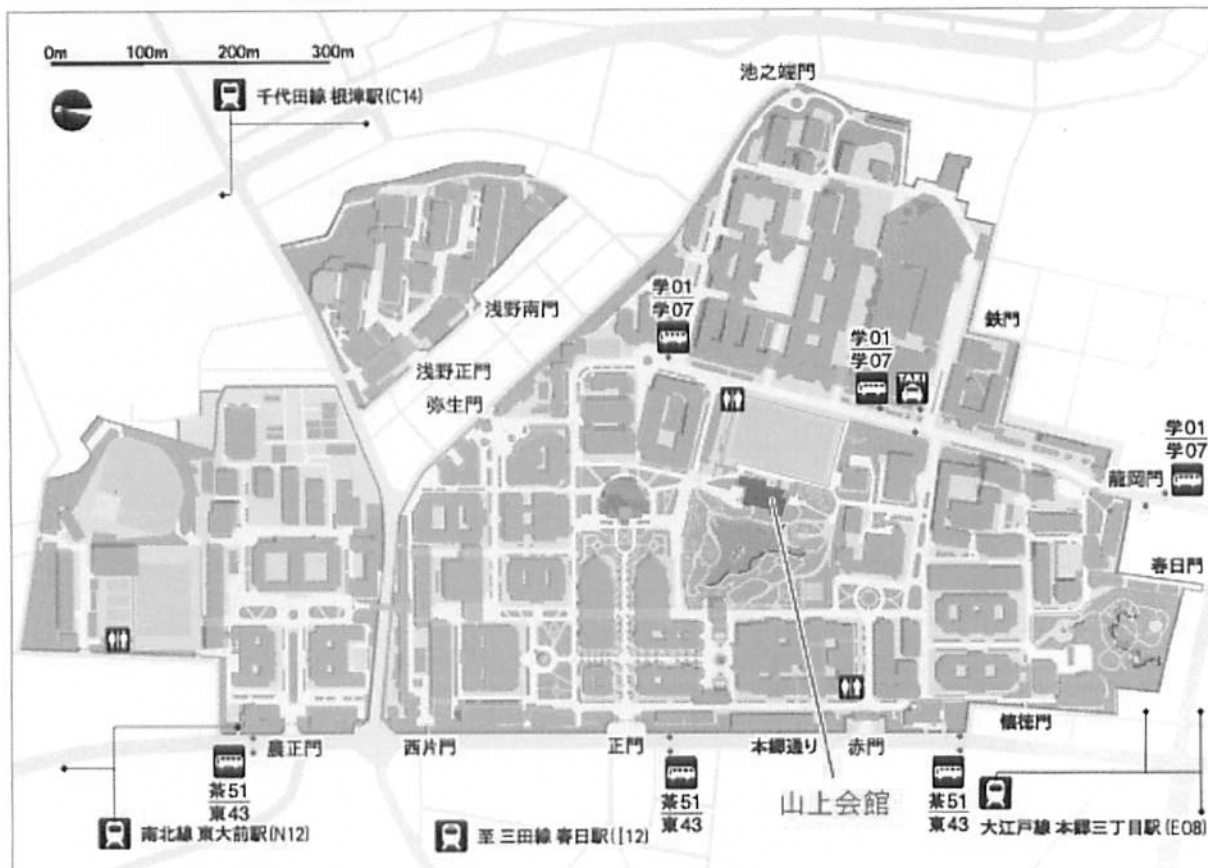 0m 100m 200m 300m
千代田線 根津駅(C14)
池之端門
浅野南門
学01
学07
鉄門
学01
学07
TAXI
浅野正門
弥生門
学01
学07
龍岡門
春日門
農正門
西片門
正門
本郷通り
赤門
懐徳門
茶51
東43
茶51
東43
山上会館
茶51
東43
南北線 東大前駅(N12)
至 三田線 春日駅([12)
大江戸線 本郷三丁目駅(E08)